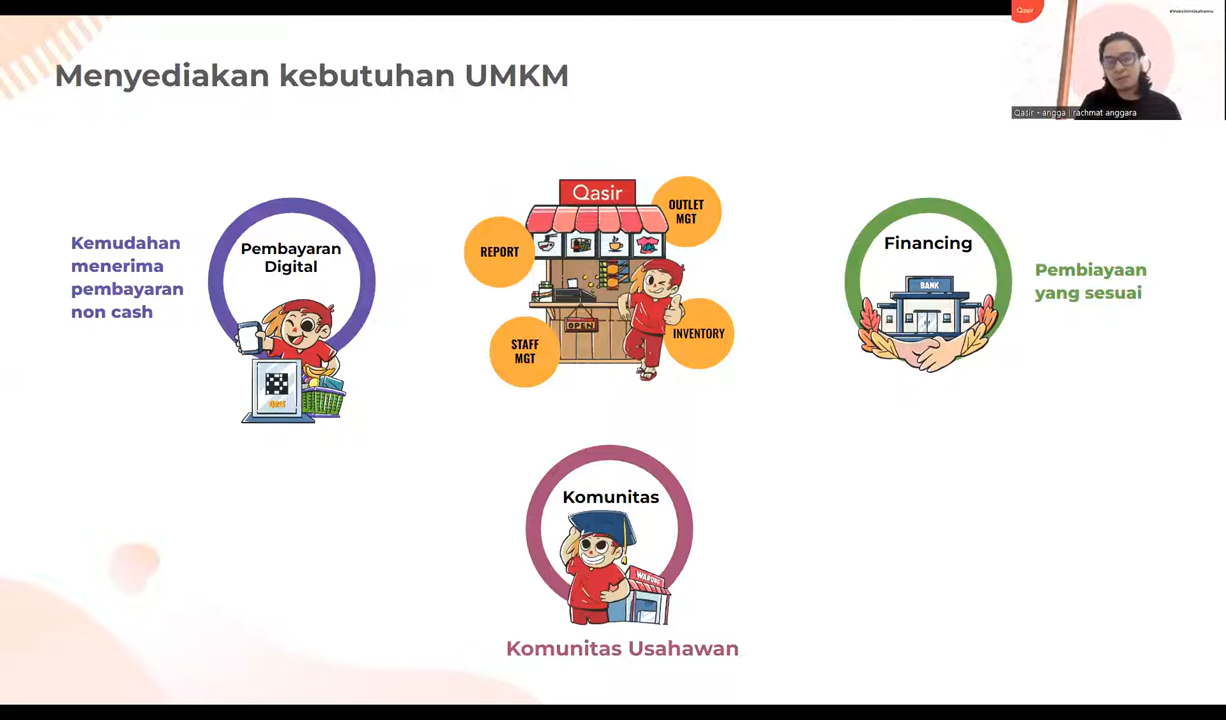 Menyediakan kebutuhan UMKM
Qasir
Qasir - angga | rachmat anggara
Kemudahan
menerima
pembayaran
non cash
Pembayaran
Digital
Qasir
OUTLET
MGT
REPORT
OPEN
STAFF
MGT
INVENTORY
Financing
BANK
Pembiayaan
yang sesuai
Komunitas
WARUNG
Komunitas Usahawan